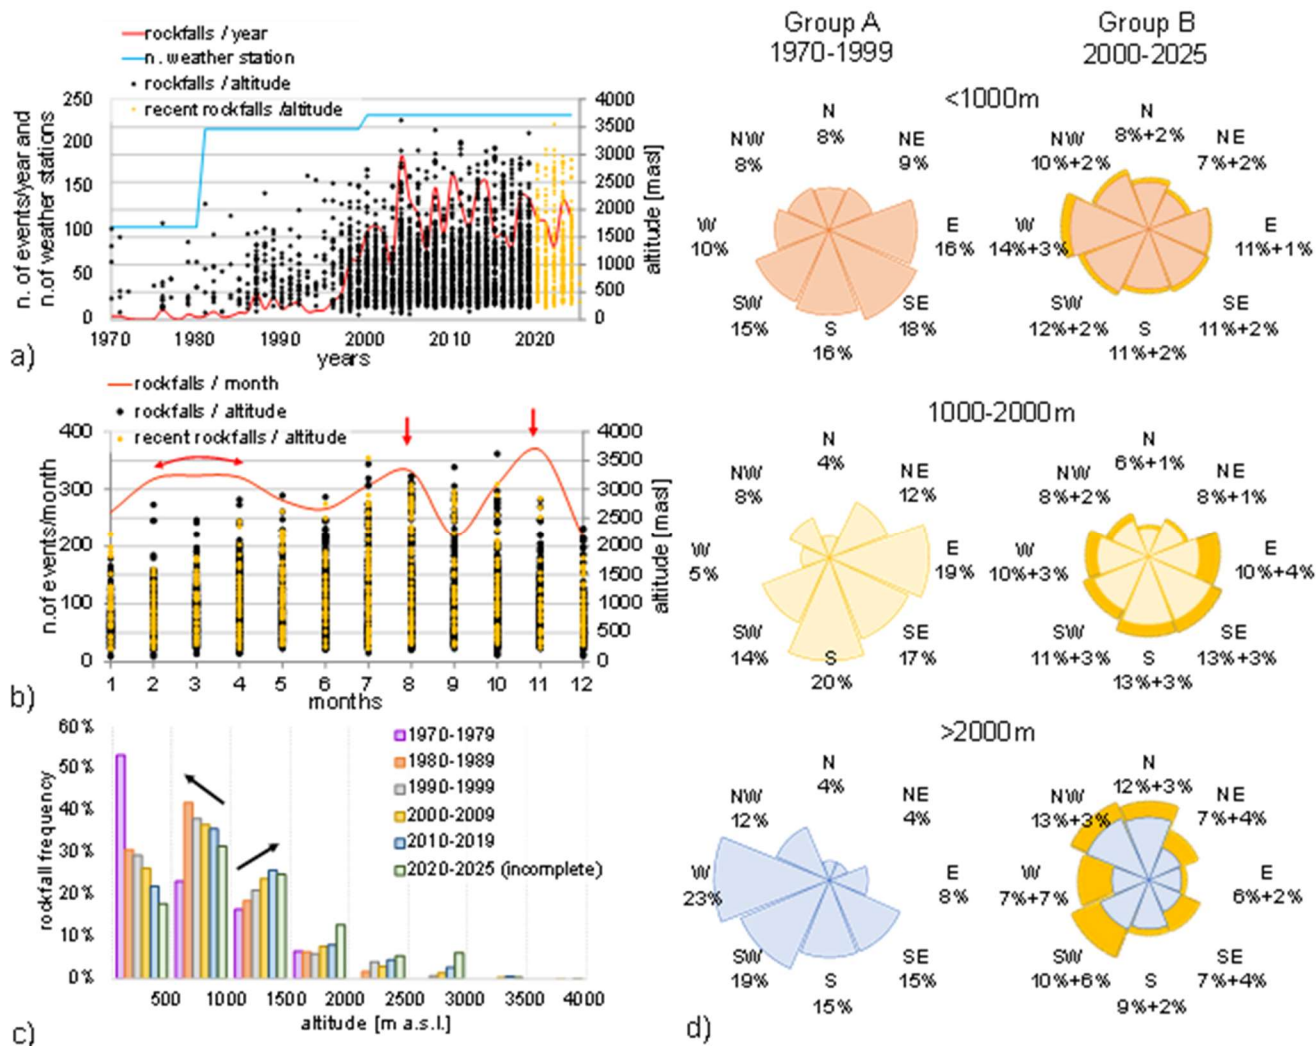 rockfalls / year
n. weather station
rockfalls / altitude
recent rockfalls /altitude
n. of events/year and
n.of weather stations
250
200
150
100
50
0
4000
3500
3000
2500
2000
1500
1000
500
0
altitude [masl]
1970
1980
1990
2000
2010
2020
years
a)
rockfalls / month
rockfalls / altitude
recent rockfalls / altitude
n.of events/month
400
300
200
100
0
4000
3500
3000
2500
2000
1500
1000
500
0
altitude [masl]
1 2 3 4 5 6 7 8 9 10 11 12
months
b)
rockfall frequency
60%
50%
40%
30%
20%
10%
0%
1970-1979
1980-1989
1990-1999
2000-2009
2010-2019
2020-2025 (incomplete)
500 1000 1500 2000 2500 3000 3500 4000
altitude [m a.s.l.]
c)
Group A
1970-1999
Group B
2000-2025
<1000m
N
8%
NE
9%
E
16%
SE
18%
S
16%
SW
15%
W
10%
NW
8%
N
8%+2%
NE
7%+2%
E
11%+1%
SE
11%+2%
S
11%+2%
SW
12%+2%
W
14%+3%
NW
10%+2%
1000-2000m
N
4%
NE
12%
E
19%
SE
17%
S
20%
SW
14%
W
5%
NW
8%
N
6%+1%
NE
8%+1%
E
10%+4%
SE
13%+3%
S
13%+3%
SW
11%+3%
W
10%+3%
NW
8%+2%
>2000m
N
4%
NE
4%
E
8%
SE
15%
S
15%
SW
19%
W
23%
NW
12%
N
12%+3%
NE
7%+4%
E
6%+2%
SE
7%+4%
S
9%+2%
SW
10%+6%
W
7%+7%
NW
13%+3%
d)